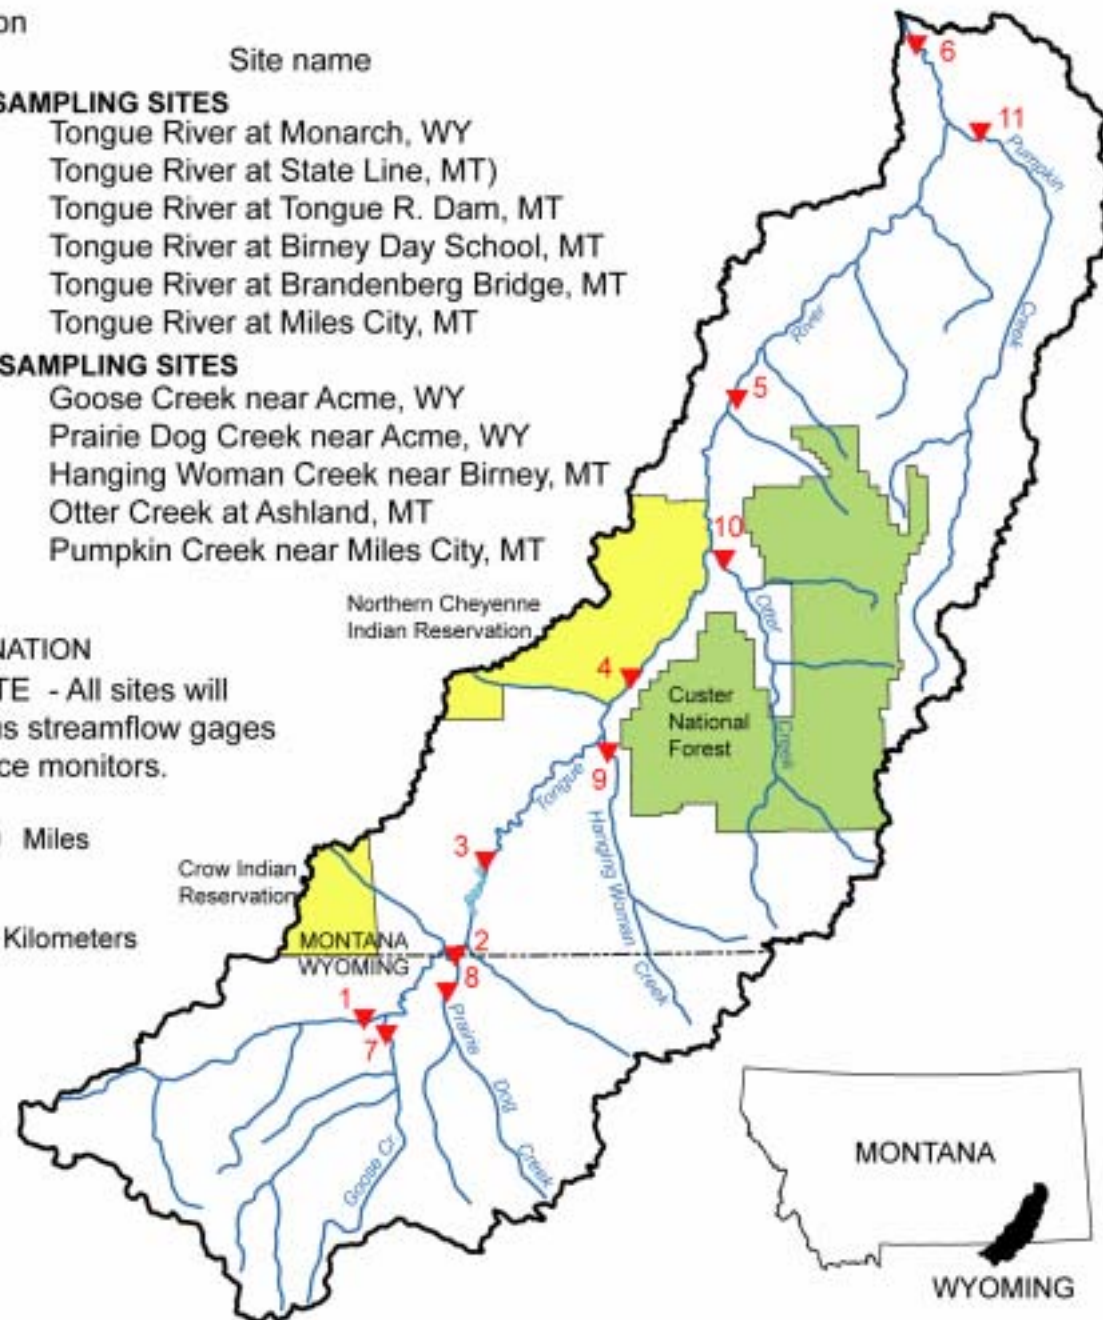 on
Site name
SAMPLING SITES
Tongue River at Monarch, WY
Tongue River at State Line, MT)
Tongue River at Tongue R. Dam, MT
Tongue River at Birney Day School, MT
Tongue River at Brandenberg Bridge, MT
Tongue River at Miles City, MT
SAMPLING SITES
Goose Creek near Acme, WY
Prairie Dog Creek near Acme, WY
Hanging Woman Creek near Birney, MT
Otter Creek at Ashland, MT
Pumpkin Creek near Miles City, MT
NATION
TE - All sites will
us streamflow gages
ce monitors.
Miles
Kilometers
6
11
Pumpkin
Creek
River
5
10
Otter
Creek
Northern Cheyenne
Indian Reservation
4
Custer
National
Forest
9
Tongue
Hanging Woman Creek
3
Crow Indian
Reservation
MONTANA
WYOMING
2
8
1
7
Prairie Dog Creek
Goose Cr.
MONTANA
WYOMING